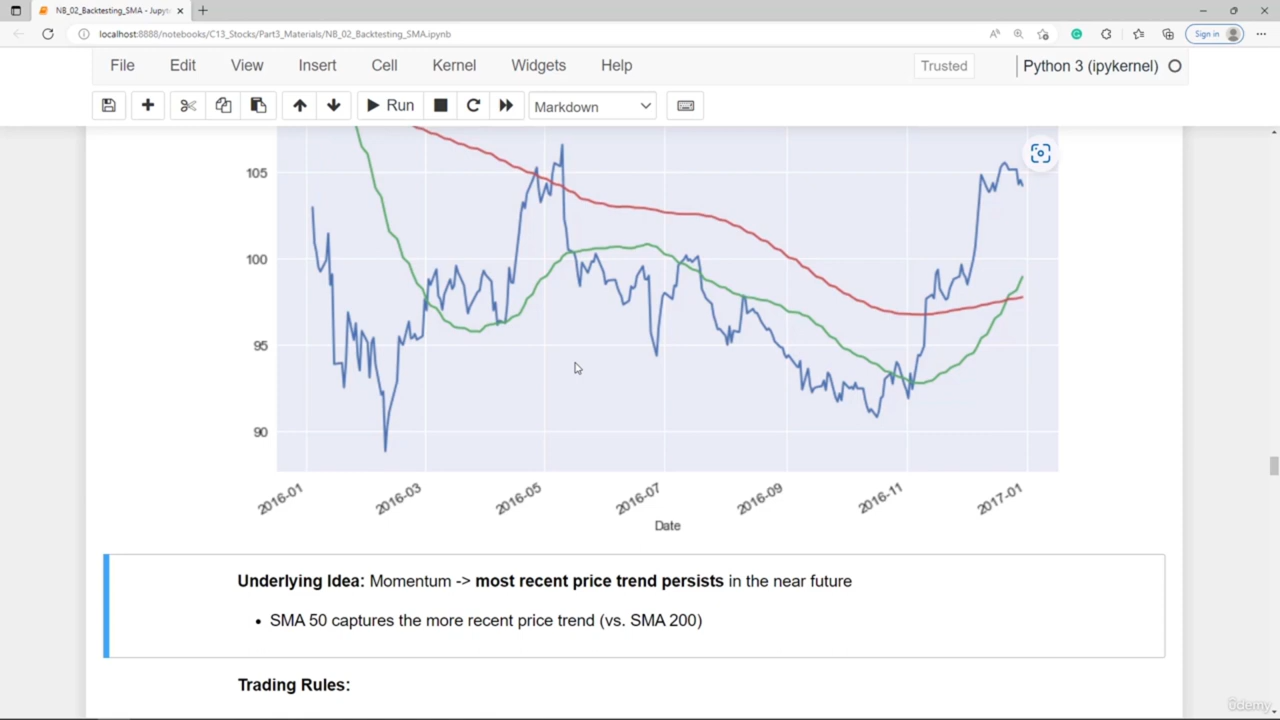 NB_02_Backtesting_SMA - Jupyt
localhost:8888/notebooks/C13_Stocks/Part3_Materials/NB_02_Backtesting_SMA.ipynb
Sign in
File Edit View Insert Cell Kernel Widgets Help
Trusted
Python 3 (ipykernel)
Run
Markdown
105
100
95
90
2016-01 2016-03 2016-05 2016-07 2016-09 2016-11 2017-01
Date
Underlying Idea: Momentum -> most recent price trend persists in the near future
• SMA 50 captures the more recent price trend (vs. SMA 200)
Trading Rules:
ûdemy